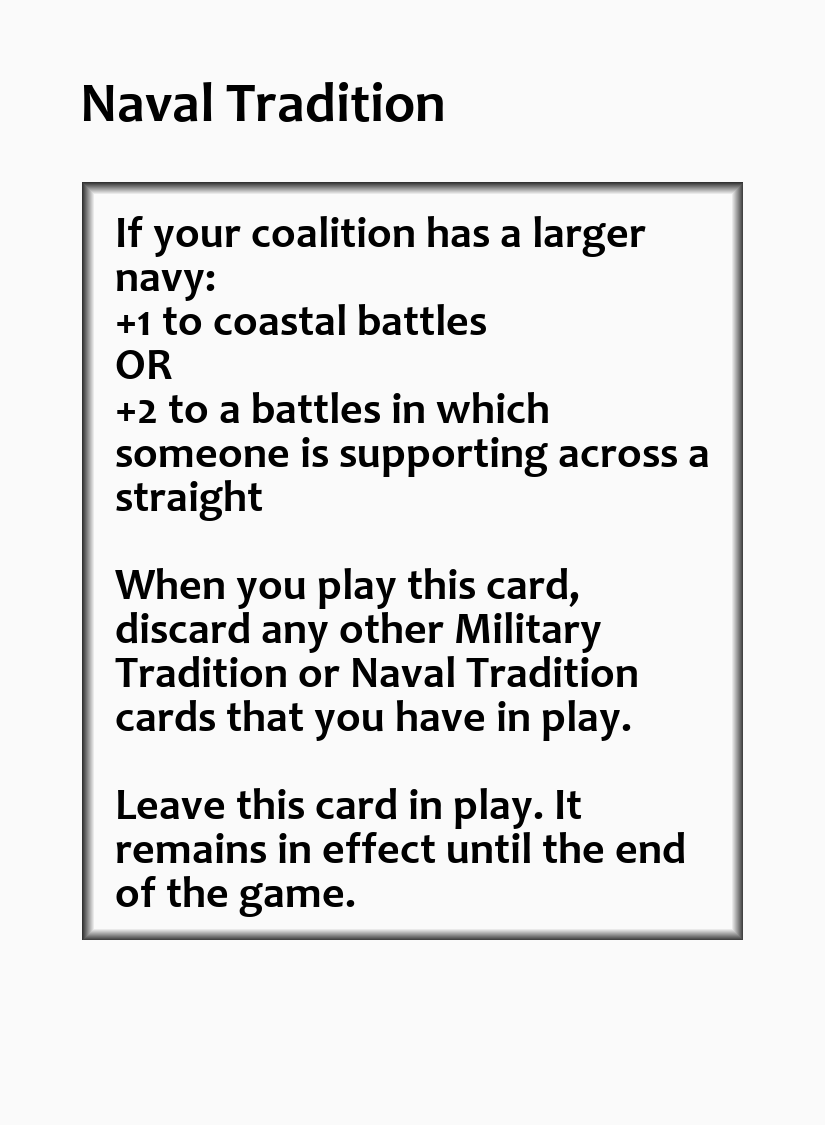 Naval Tradition
If your coalition has a larger
navy:
+1 to coastal battles
OR
+2 to a battles in which
someone is supporting across a
straight
When you play this card,
discard any other Military
Tradition or Naval Tradition
cards that you have in play.
Leave this card in play. It
remains in effect until the end
of the game.